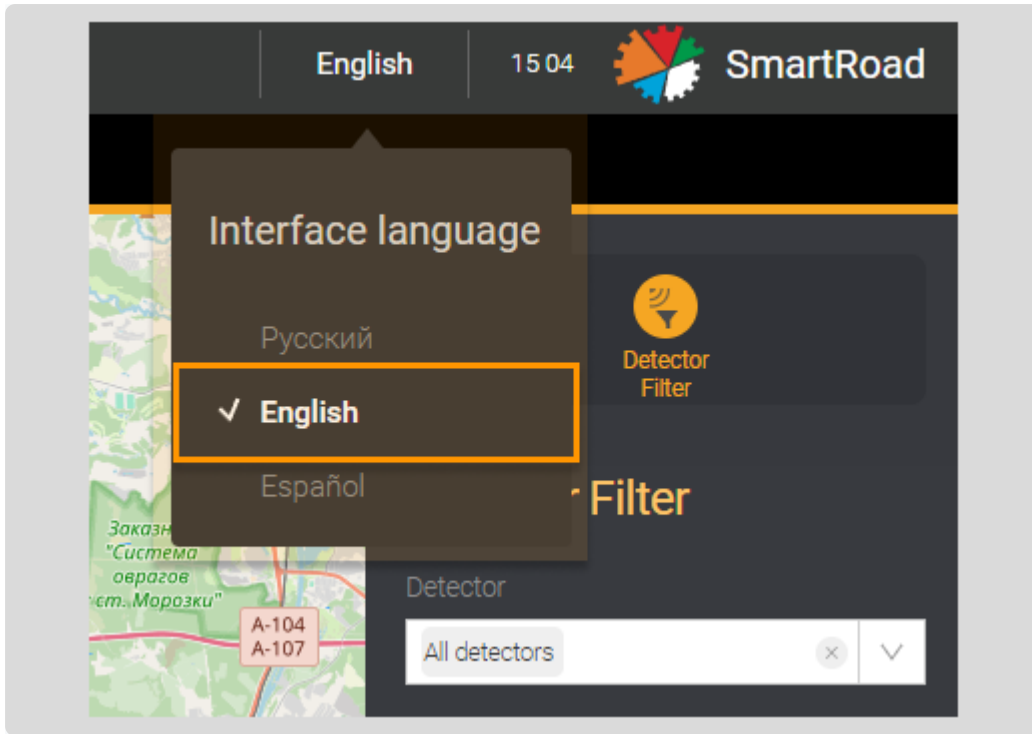 English
15 04
SmartRoad
Interface language
Русский
English
Español
Detector
Filter
r Filter
Detector
All detectors
Заказн
"Система
оврагов
ст. Морозки"
A-104
A-107